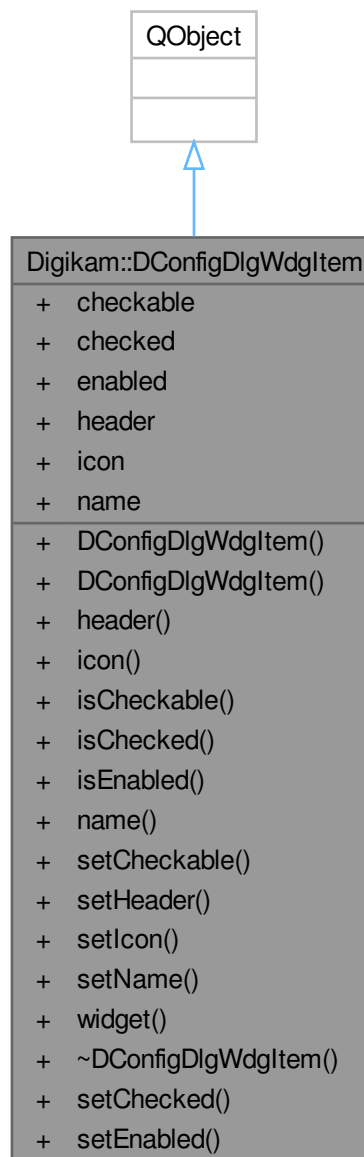 QObject
Digikam::DConfigDlgWdgItem
+ checkable
+ checked
+ enabled
+ header
+ icon
+ name
+ DConfigDlgWdgItem()
+ DConfigDlgWdgItem()
+ header()
+ icon()
+ isCheckable()
+ isChecked()
+ isEnabled()
+ name()
+ setCheckable()
+ setHeader()
+ setIcon()
+ setName()
+ widget()
+ ~DConfigDlgWdgItem()
+ setChecked()
+ setEnabled()